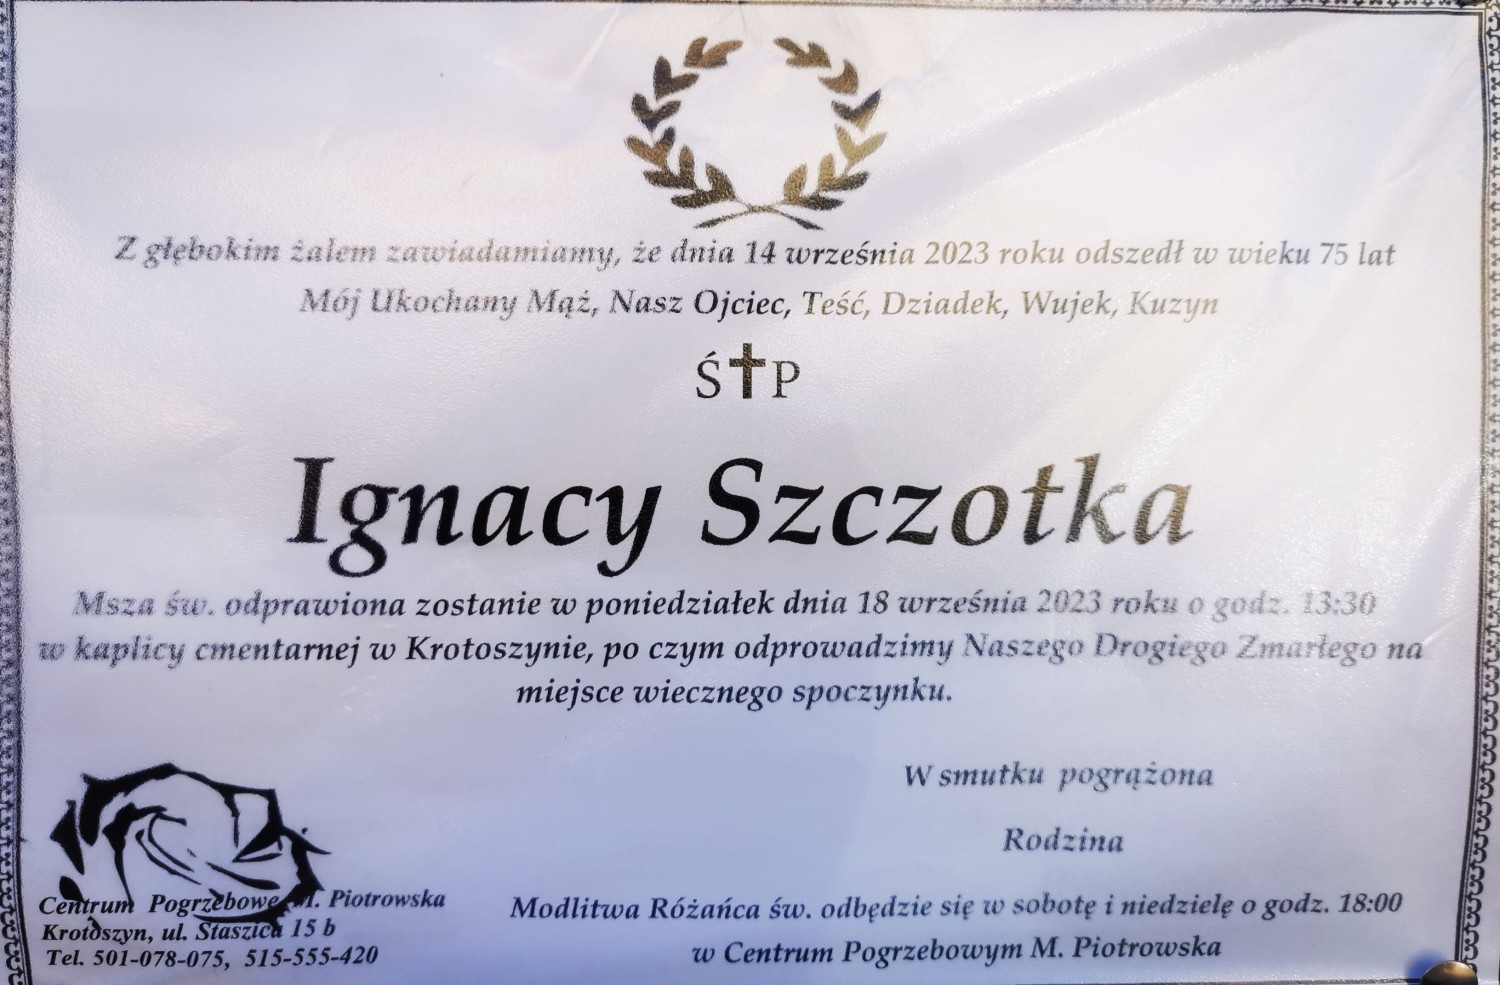 Z głębokim żalem zawiadamiamy, że dnia 14 września 2023 roku odszedł w wieku 75 lat
Mój Ukochany Mąż, Nasz Ojciec, Teść, Dziadek, Wujek, Kuzyn
Ś✝P
Ignacy Szczotka
Msza św. odprawiona zostanie w poniedziałek dnia 18 września 2023 roku o godz. 13:30
w kaplicy cmentarnej w Krotoszynie, po czym odprowadzimy Naszego Drogiego Zmarłego na
miejsce wiecznego spoczynku.
W smutku pogrążona
Rodzina
Centrum Pogrzebowe M. Piotrowska
Krotoszyn, ul. Staszica 15 b
Tel. 501-078-075, 515-555-420
Modlitwa Różańca św. odbędzie się w sobotę i niedzielę o godz. 18:00
w Centrum Pogrzebowym M. Piotrowska